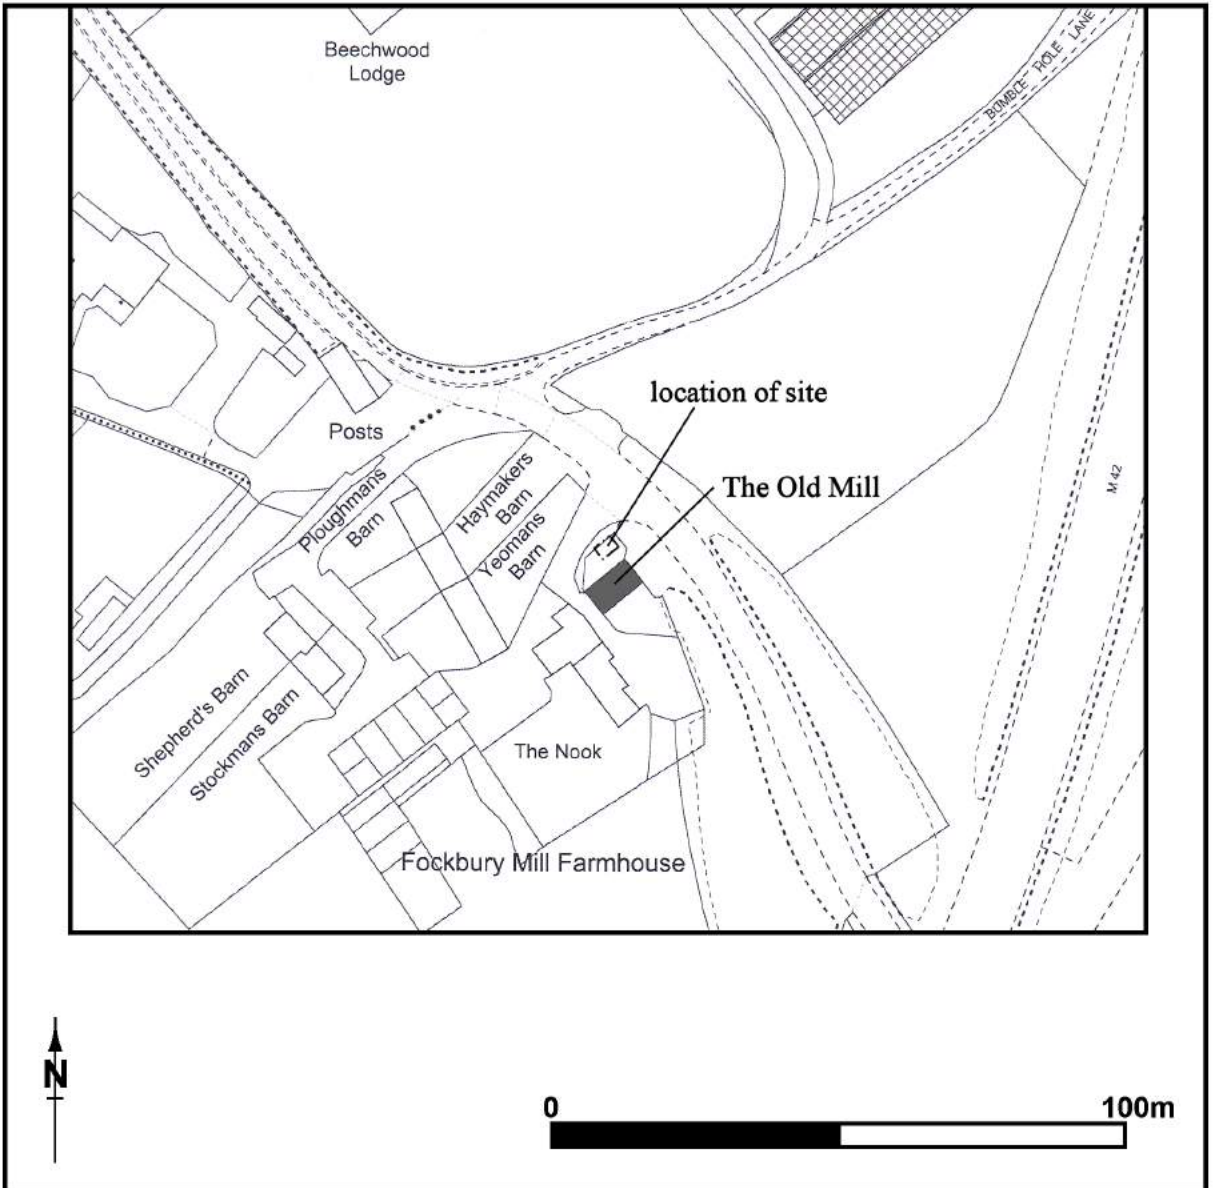 Beechwood
Lodge
BUMBLE HOLE LANE
location of site
Posts
The Old Mill
M 42
Ploughmans
Barn
Haymakers
Barn
Yeomans
Barn
Shepherd's Barn
Stockmans Barn
The Nook
Fockbury Mill Farmhouse
N
0
100m